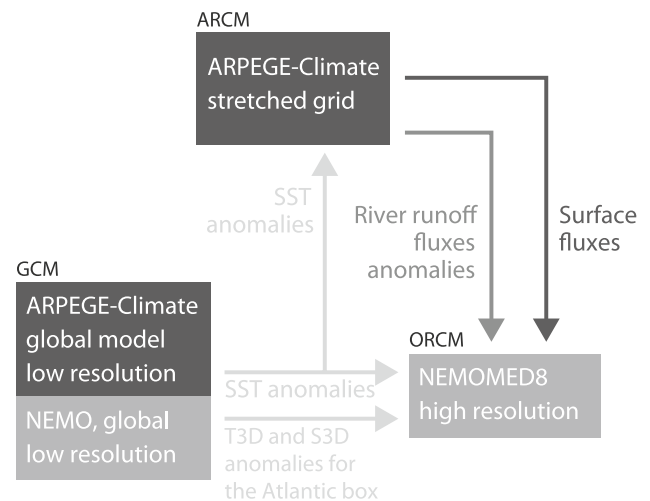 ARCM
ARPEGE-Climate
stretched grid
SST
anomalies
River runoff
fluxes
anomalies
Surface
fluxes
GCM
ARPEGE-Climate
global model
low resolution
NEMO, global
low resolution
SST anomalies
T3D and S3D
anomalies for
the Atlantic box
ORCM
NEMOMED8
high resolution